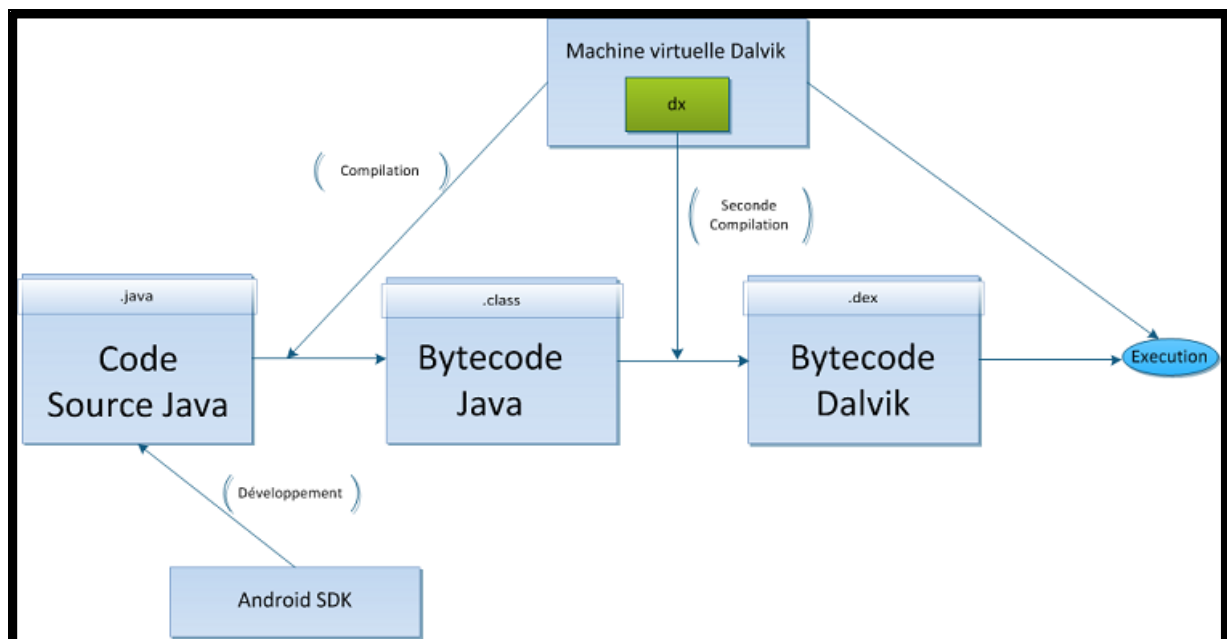 Machine virtuelle Dalvik
dx
Compilation
Seconde
Compilation
.java
Code
Source Java
.class
Bytecode
Java
.dex
Bytecode
Dalvik
Execution
Développement
Android SDK